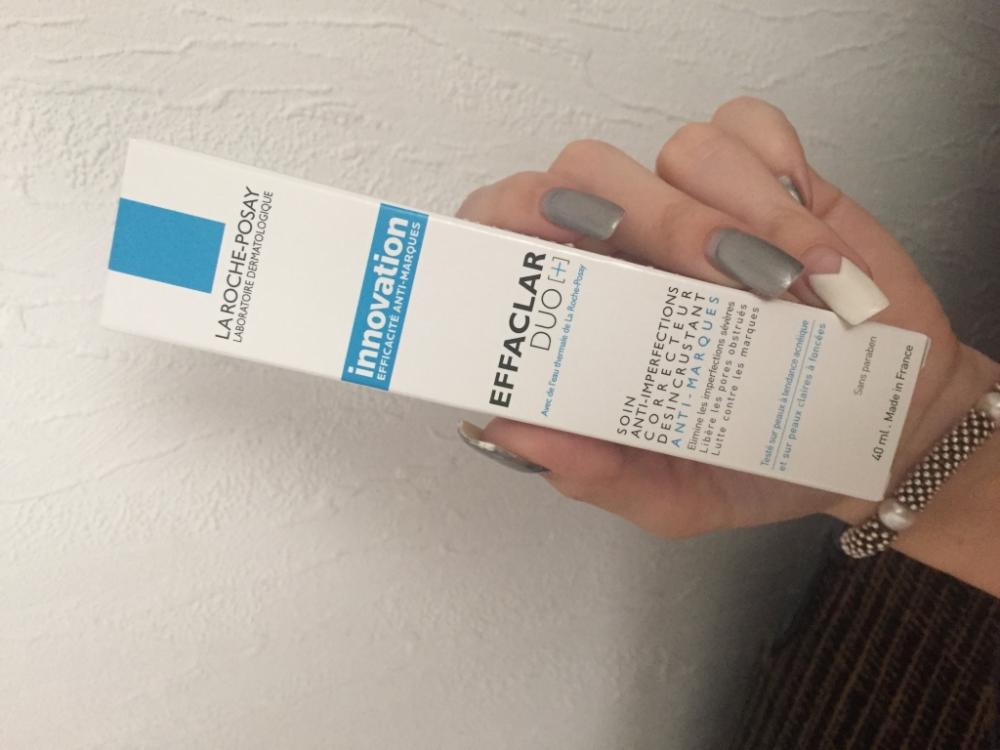 LA ROCHE-POSAY
LABORATOIRE DERMATOLOGIQUE
innovation
EFFICACITÉ ANTI-MARQUES
EFFACLAR
DUO [+]
Avec de l'eau thermale de La Roche-Posay
SOIN
ANTI-IMPERFECTIONS
CORRECTEUR
DESINCRUSTANT
ANTI-MARQUES
Elimine les imperfections sévères
Libère les pores obstrués
Lutte contre les marques
Testé sur peaux à tendance acnéique
et sur peaux claires à foncées
Sans paraben
40 ml . Made in France